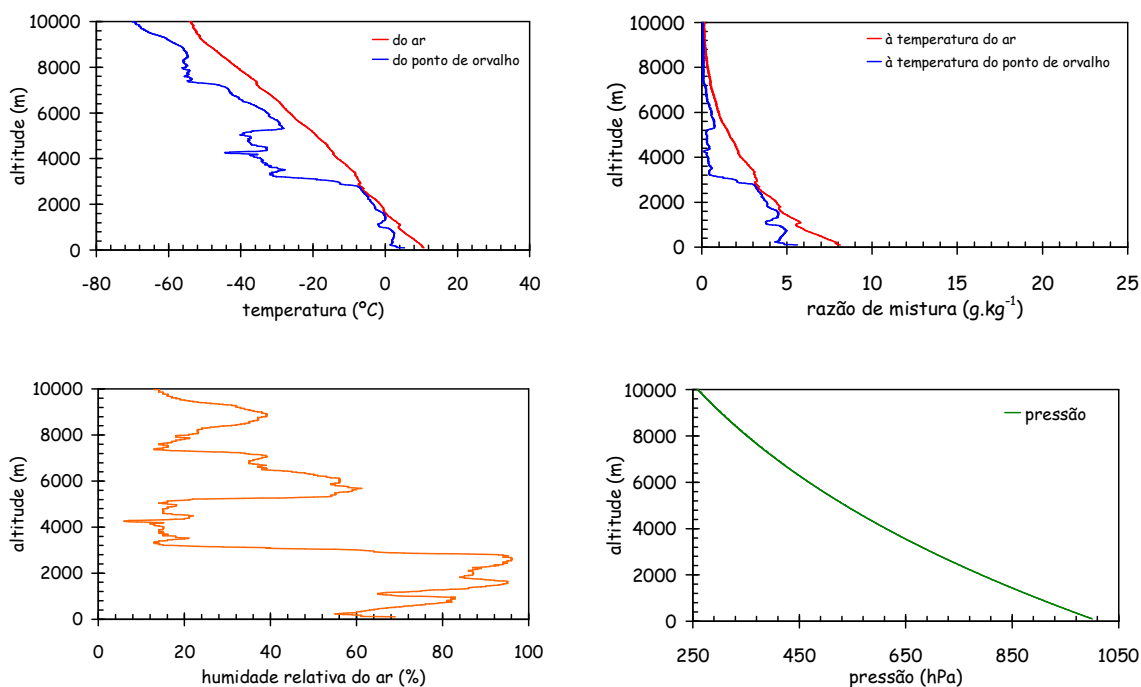 10000
8000
6000
4000
2000
0
altitude (m)
do ar
do ponto de orvalho
-80 -60 -40 -20 0 20 40
temperatura (ºC)
10000
8000
6000
4000
2000
0
altitude (m)
à temperatura do ar
à temperatura do ponto de orvalho
0 5 10 15 20 25
razão de mistura (g.kg-1)
10000
8000
6000
4000
2000
0
altitude (m)
0 20 40 60 80 100
humidade relativa do ar (%)
10000
8000
6000
4000
2000
0
altitude (m)
pressão
250 450 650 850 1050
pressão (hPa)